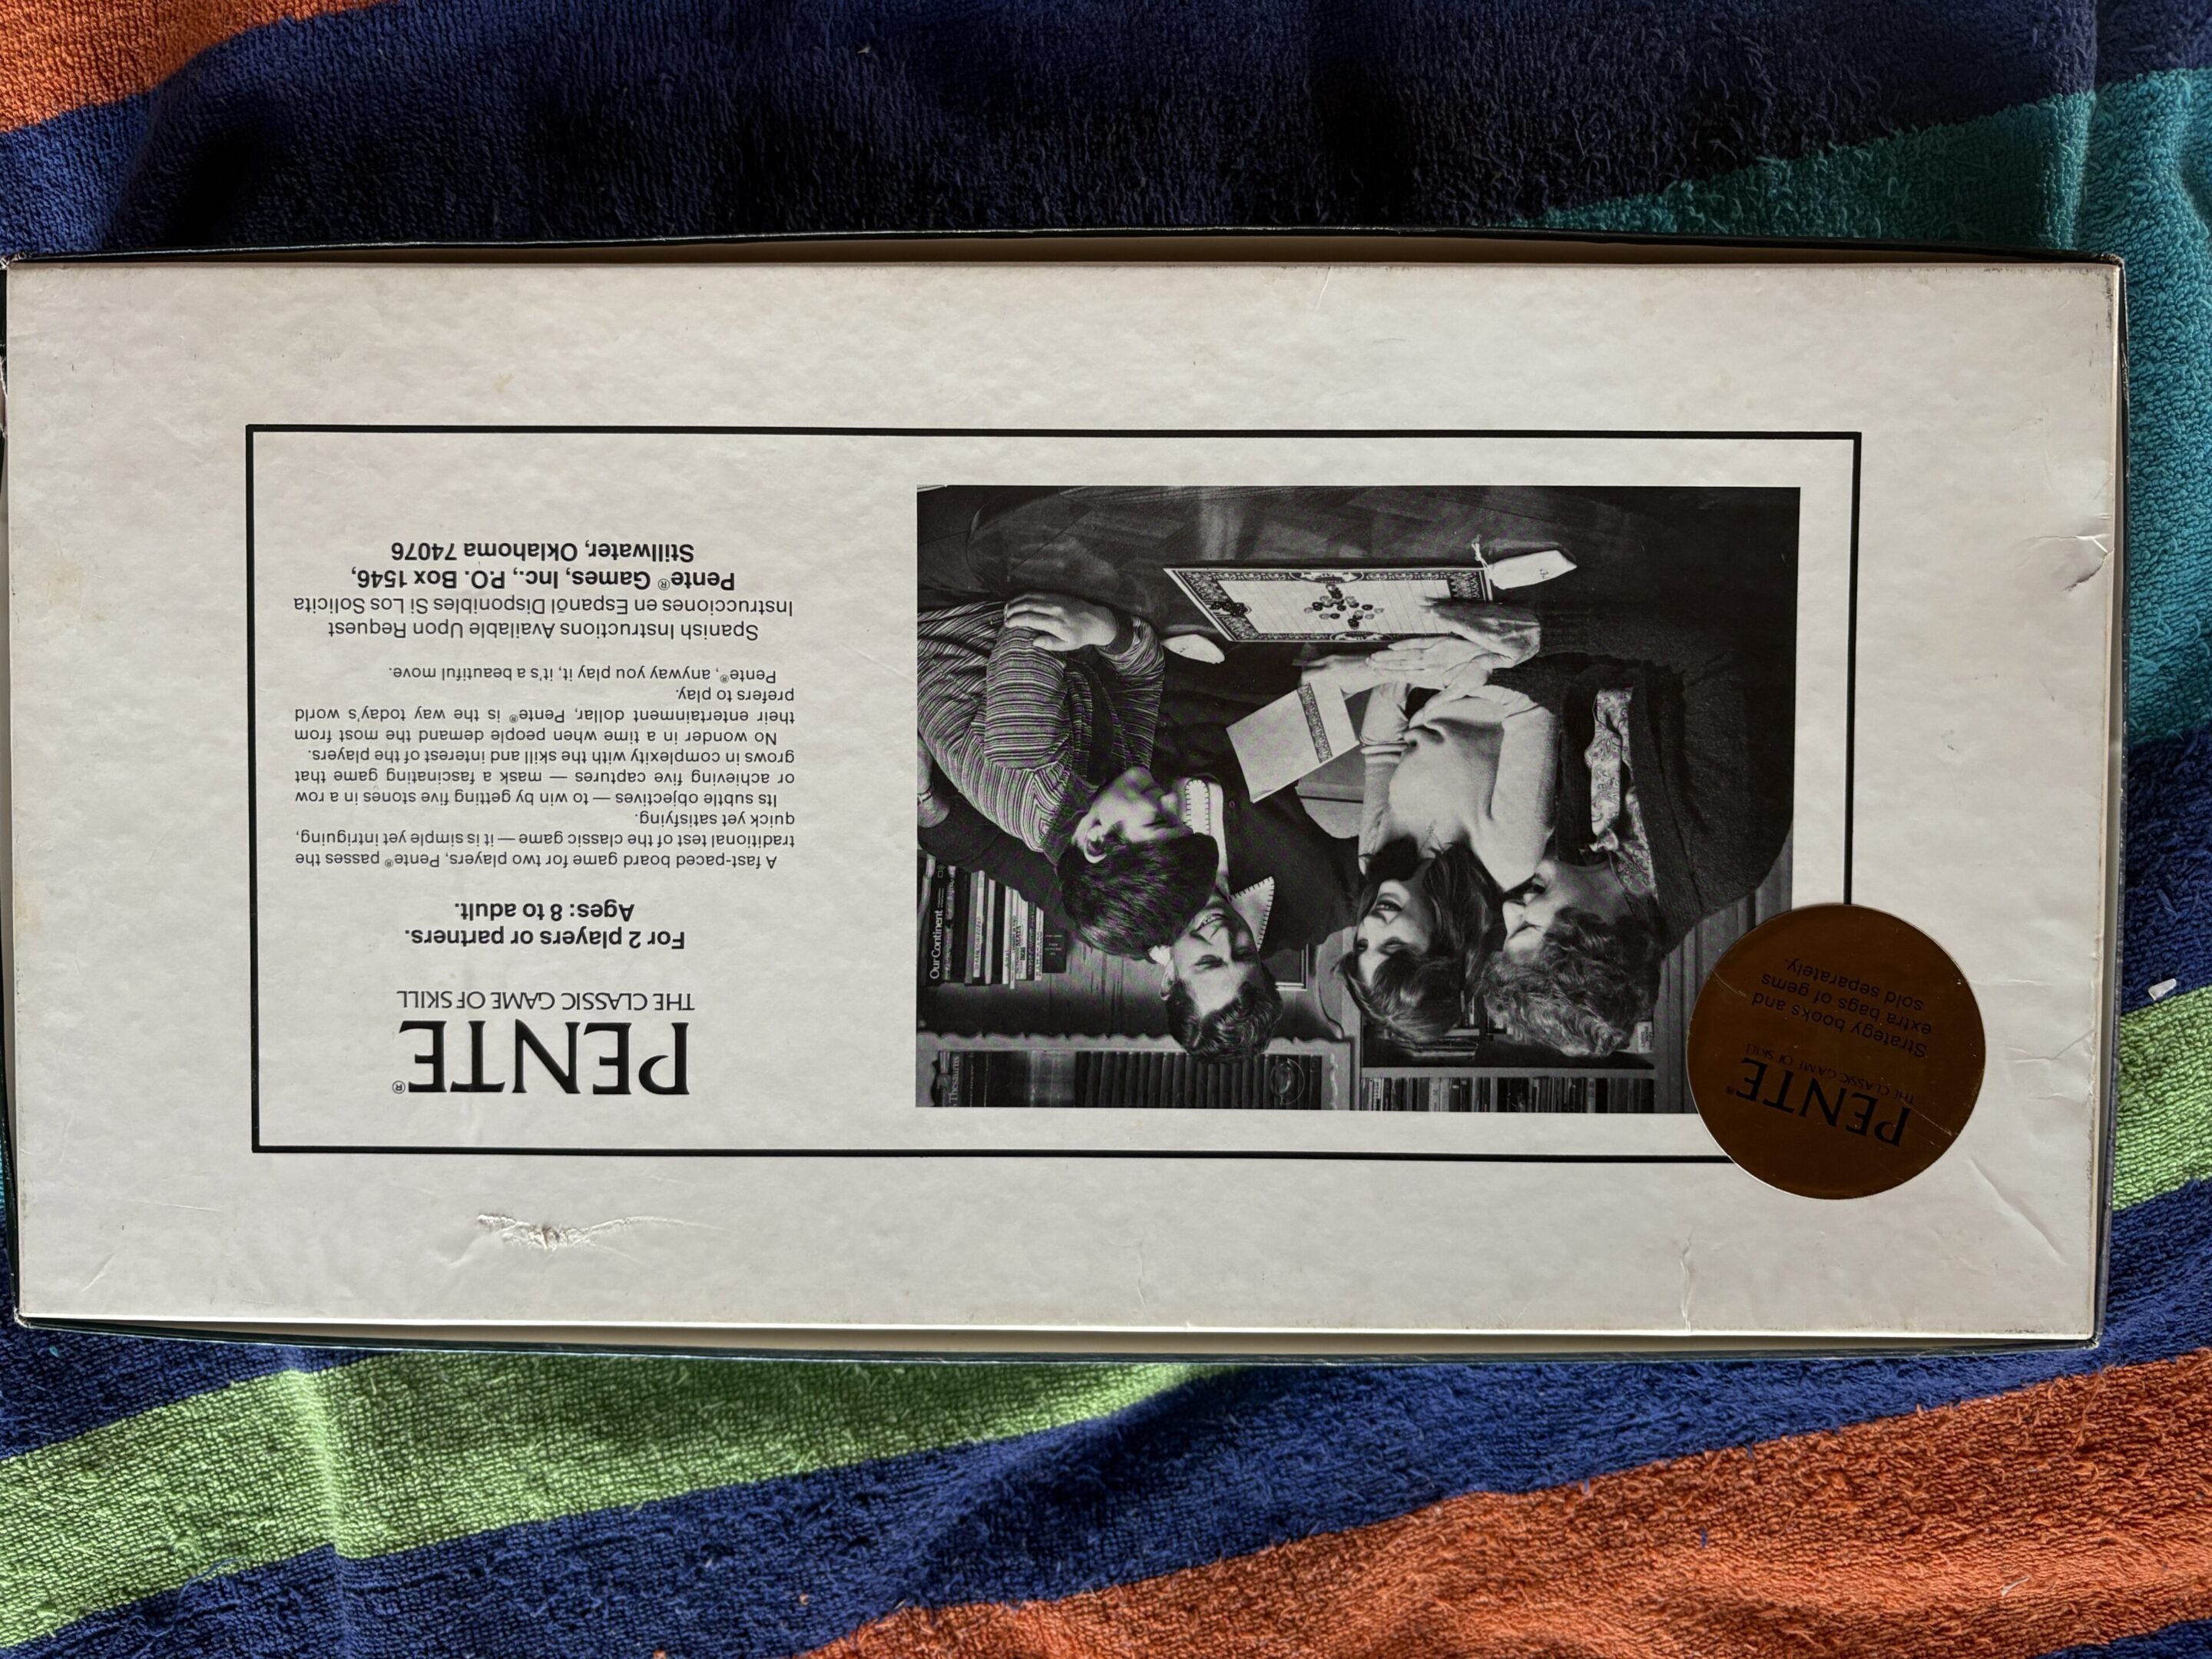 PENTE®
THE CLASSIC GAME OF SKILL
For 2 players or partners.
Ages: 8 to adult.
A fast-paced board game for two players, Pente® passes the
traditional test of the classic game — it is simple yet intriguing,
quick yet satisfying.
Its subtle objectives — to win by getting five stones in a row
or achieving five captures — mask a fascinating game that
grows in complexity with the skill and interest of the players.
No wonder in a time when people demand the most from
their entertainment dollar, Pente® is the way today's world
prefers to play.
Pente®, anyway you play it, it's a beautiful move.
Spanish Instructions Available Upon Request
Instrucciones en Espanól Disponibles Si Los Solicita
Pente® Games, Inc., P.O. Box 1546,
Stillwater, Oklahoma 74076
PENTE®
THE CLASSIC GAME OF SKILL
Strategy books and
extra bags of gems
sold separately.
Our Continent
Thesaurus